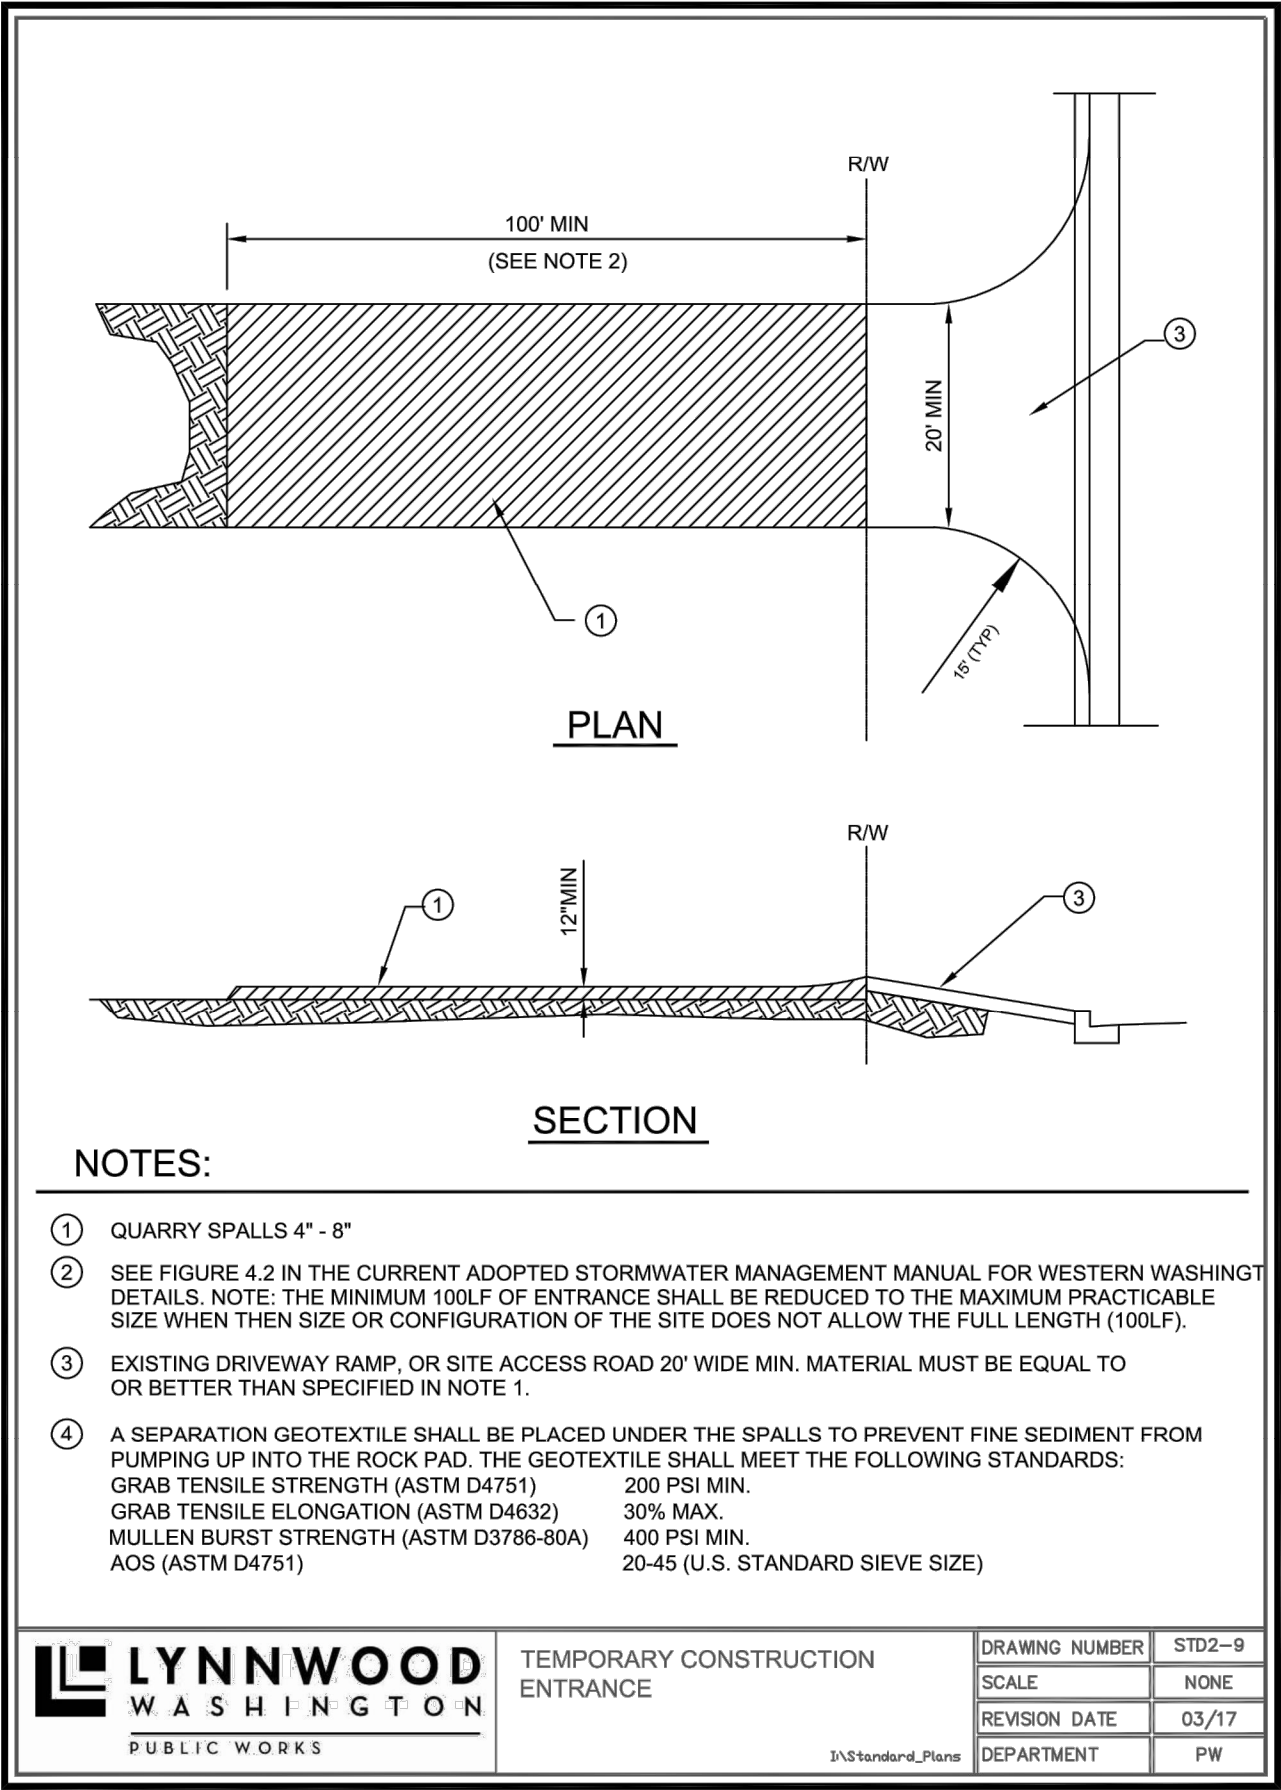 R/W
100' MIN
(SEE NOTE 2)
3
20' MIN
1
15' (TYP)
PLAN
R/W
12"MIN
1
3
SECTION
NOTES:
1 QUARRY SPALLS 4" - 8"
2 SEE FIGURE 4.2 IN THE CURRENT ADOPTED STORMWATER MANAGEMENT MANUAL FOR WESTERN WASHINGT
DETAILS. NOTE: THE MINIMUM 100LF OF ENTRANCE SHALL BE REDUCED TO THE MAXIMUM PRACTICABLE
SIZE WHEN THEN SIZE OR CONFIGURATION OF THE SITE DOES NOT ALLOW THE FULL LENGTH (100LF).
3 EXISTING DRIVEWAY RAMP, OR SITE ACCESS ROAD 20' WIDE MIN. MATERIAL MUST BE EQUAL TO
OR BETTER THAN SPECIFIED IN NOTE 1.
4 A SEPARATION GEOTEXTILE SHALL BE PLACED UNDER THE SPALLS TO PREVENT FINE SEDIMENT FROM
PUMPING UP INTO THE ROCK PAD. THE GEOTEXTILE SHALL MEET THE FOLLOWING STANDARDS:
GRAB TENSILE STRENGTH (ASTM D4751) 200 PSI MIN.
GRAB TENSILE ELONGATION (ASTM D4632) 30% MAX.
MULLEN BURST STRENGTH (ASTM D3786-80A) 400 PSI MIN.
AOS (ASTM D4751) 20-45 (U.S. STANDARD SIEVE SIZE)
LYNNWOOD
WASHINGTON
PUBLIC WORKS
TEMPORARY CONSTRUCTION
ENTRANCE
I:\Standard_Plans
DRAWING NUMBER STD2-9
SCALE NONE
REVISION DATE 03/17
DEPARTMENT PW